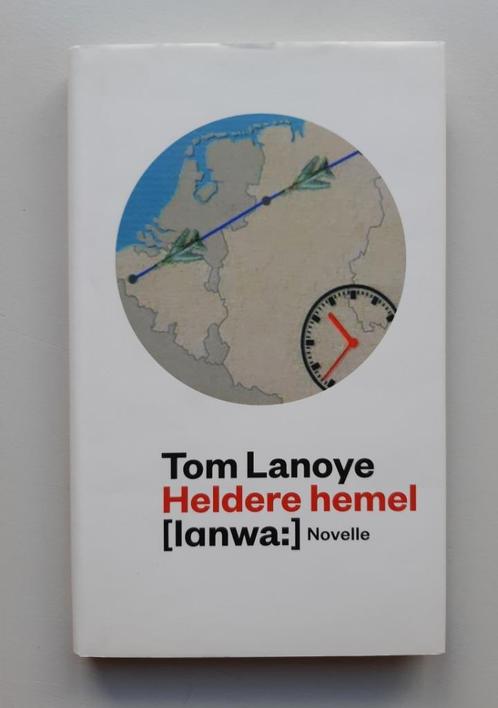 Tom Lanoye
Heldere hemel
[lanwa:] Novelle